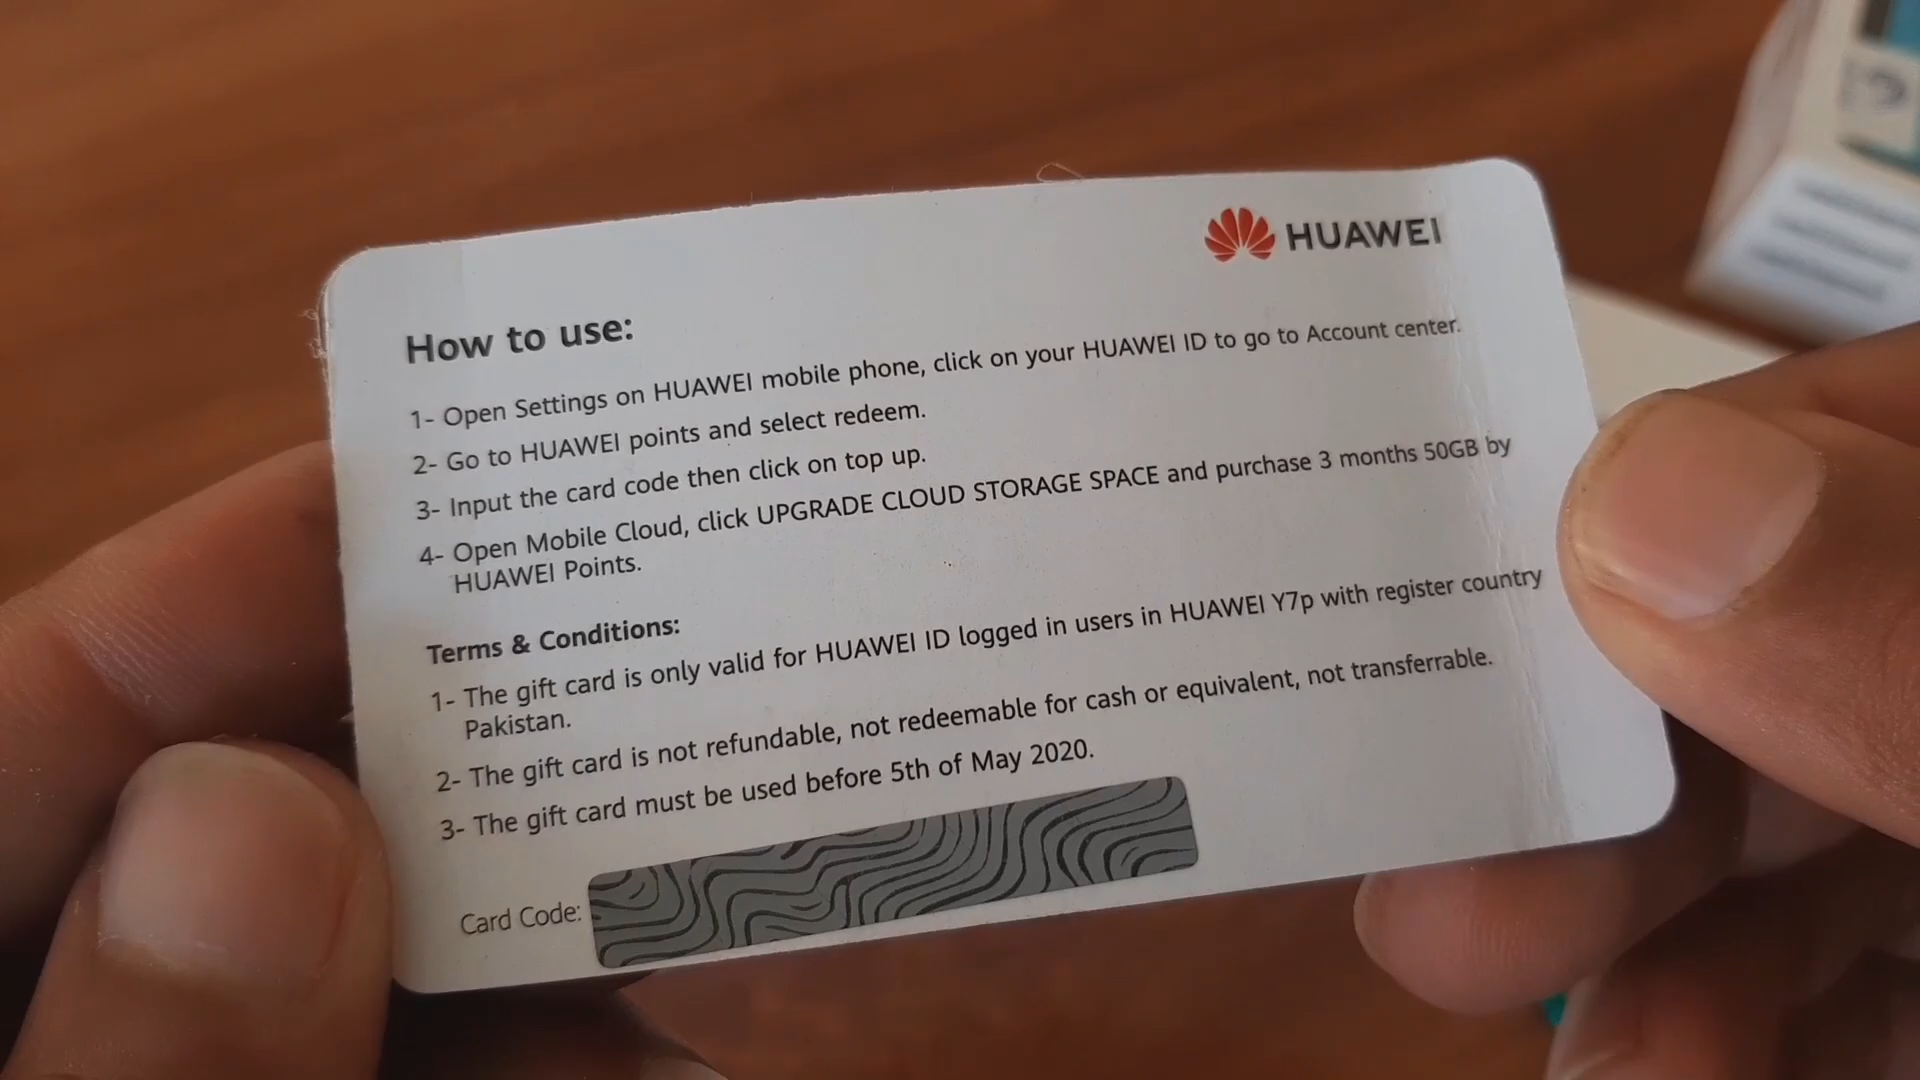 HUAWEI
How to use:
1- Open Settings on HUAWEI mobile phone, click on your HUAWEI ID to go to Account center.
2- Go to HUAWEI points and select redeem.
3- Input the card code then click on top up.
4- Open Mobile Cloud, click UPGRADE CLOUD STORAGE SPACE and purchase 3 months 50GB by
HUAWEI Points.
Terms & Conditions:
1- The gift card is only valid for HUAWEI ID logged in users in HUAWEI Y7p with register country
Pakistan.
2- The gift card is not refundable, not redeemable for cash or equivalent, not transferrable.
3- The gift card must be used before 5th of May 2020.
Card Code: